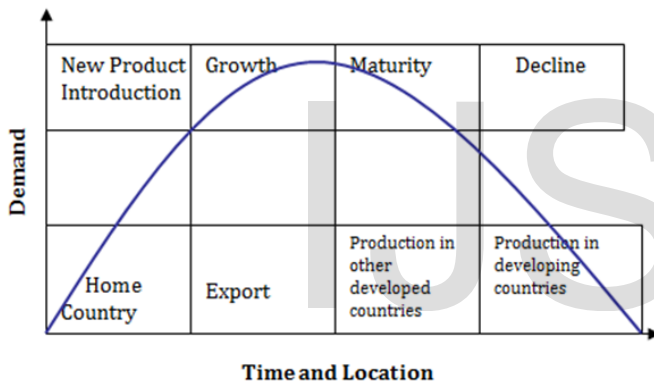 New Product
Introduction
Growth
Maturity
Decline
Demand
Home
Country
Export
Production in
other
developed
countries
Production in
developing
countries
Time and Location
IJS